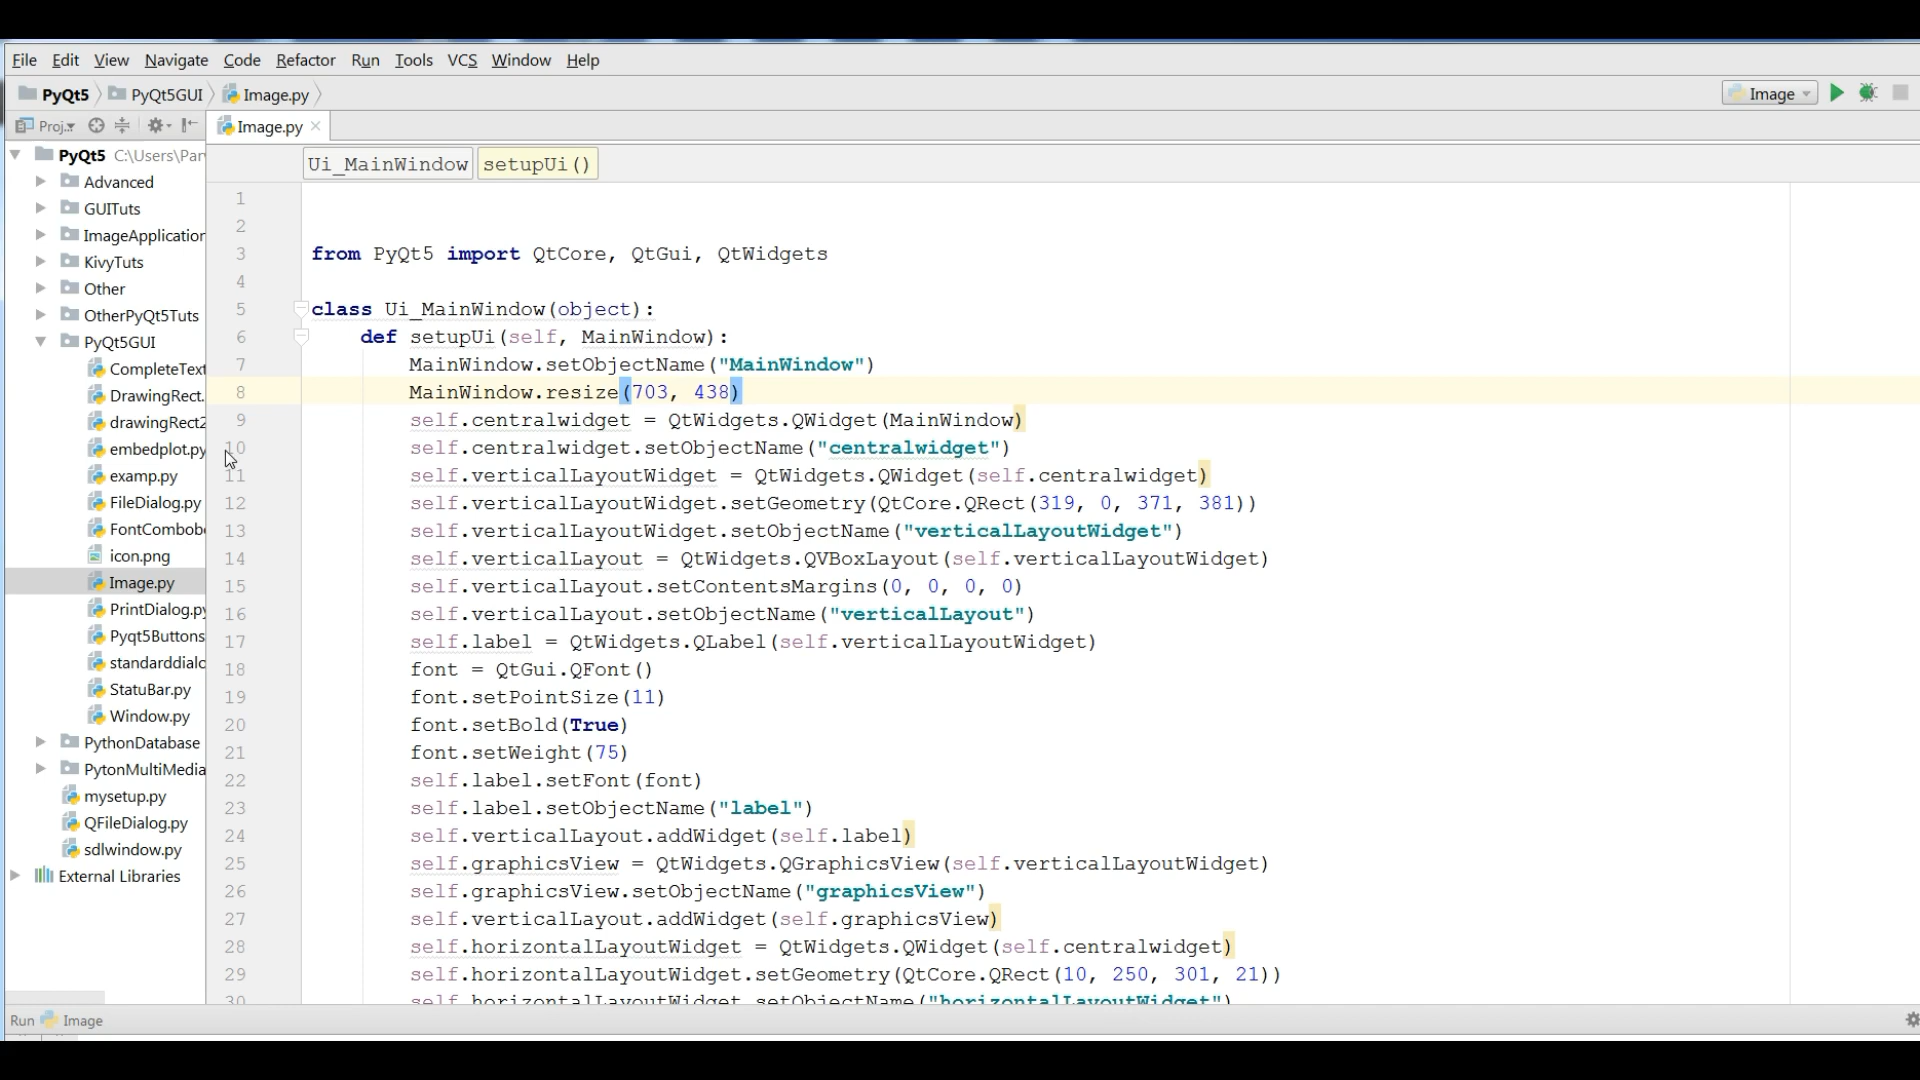 File Edit View Navigate Code Refactor Run Tools VCS Window Help
PyQt5 PyQt5GUI Image.py Image
Proj.. Image.py
PyQt5 C:\Users\Par
Advanced
GUITuts
ImageApplication
KivyTuts
Other
OtherPyQt5Tuts
PyQt5GUI
CompleteText
DrawingRect.
drawingRect2
embedplot.py
examp.py
FileDialog.py
FontCombobo
icon.png
Image.py
PrintDialog.py
Pyqt5Buttons
standarddialo
StatuBar.py
Window.py
PythonDatabase
PytonMultiMedia
mysetup.py
QFileDialog.py
sdlwindow.py
External Libraries
Ui_MainWindow setupUi()
1
2
3 from PyQt5 import QtCore, QtGui, QtWidgets
4
5 class Ui_MainWindow(object):
6 def setupUi(self, MainWindow):
7 MainWindow.setObjectName("MainWindow")
8 MainWindow.resize(703, 438)
9 self.centralwidget = QtWidgets.QWidget(MainWindow)
10 self.centralwidget.setObjectName("centralwidget")
11 self.verticalLayoutWidget = QtWidgets.QWidget(self.centralwidget)
12 self.verticalLayoutWidget.setGeometry(QtCore.QRect(319, 0, 371, 381))
13 self.verticalLayoutWidget.setObjectName("verticalLayoutWidget")
14 self.verticalLayout = QtWidgets.QVBoxLayout(self.verticalLayoutWidget)
15 self.verticalLayout.setContentsMargins(0, 0, 0, 0)
16 self.verticalLayout.setObjectName("verticalLayout")
17 self.label = QtWidgets.QLabel(self.verticalLayoutWidget)
18 font = QtGui.QFont()
19 font.setPointSize(11)
20 font.setBold(True)
21 font.setWeight(75)
22 self.label.setFont(font)
23 self.label.setObjectName("label")
24 self.verticalLayout.addWidget(self.label)
25 self.graphicsView = QtWidgets.QGraphicsView(self.verticalLayoutWidget)
26 self.graphicsView.setObjectName("graphicsView")
27 self.verticalLayout.addWidget(self.graphicsView)
28 self.horizontalLayoutWidget = QtWidgets.QWidget(self.centralwidget)
29 self.horizontalLayoutWidget.setGeometry(QtCore.QRect(10, 250, 301, 21))
30 self.horizontalLayoutWidget.setObjectName("horizontalLayoutWidget")
Run Image